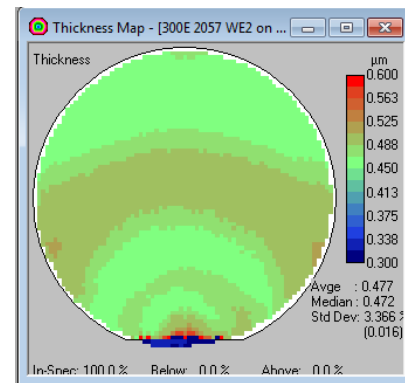 Thickness Map - [300E 2057 WE2 on ...
Thickness
µm
0.600
0.563
0.525
0.488
0.450
0.413
0.375
0.338
0.300
Avge : 0.477
Median : 0.472
Std Dev: 3.366 %
(0.016)
In-Spec: 100.0 % Below: 0.0 % Above: 0.0 %